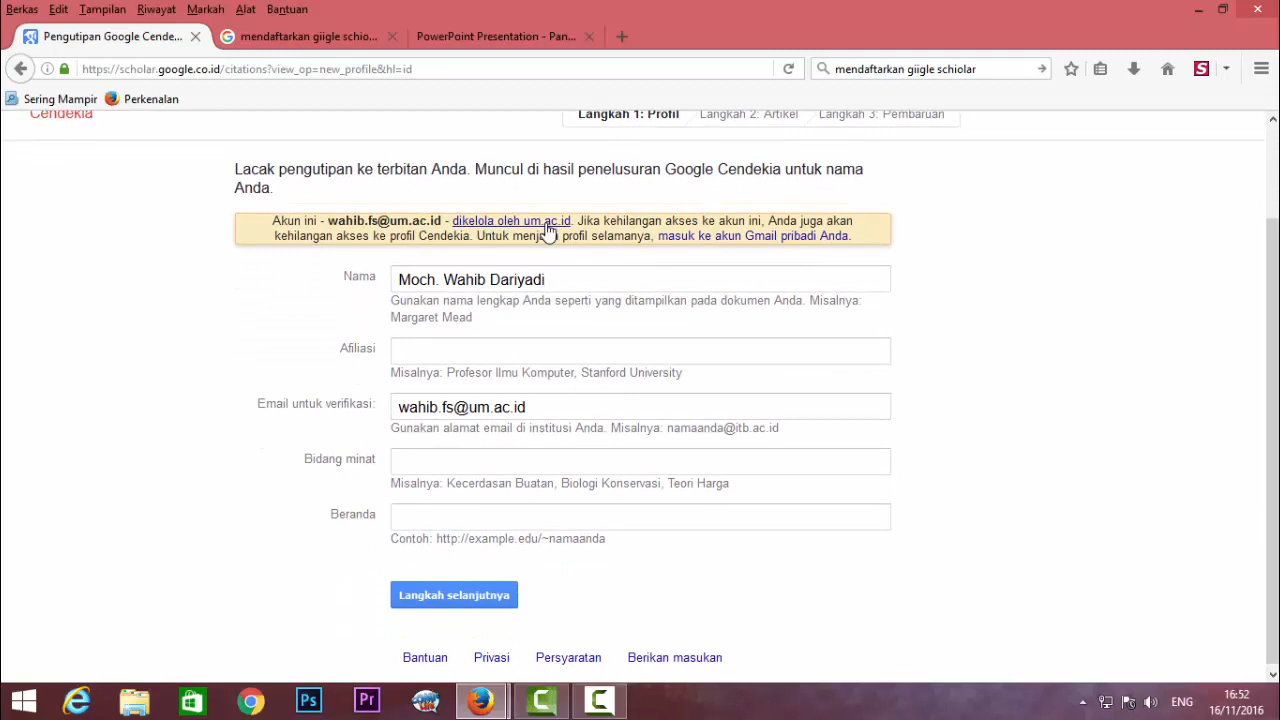 Berkas Edit Tampilan Riwayat Markah Alat Bantuan
Pengutipan Google Cende...
mendaftarkan giigle schio...
PowerPoint Presentation - Pan...
https://scholar.google.co.id/citations?view_op=new_profile&hl=id
mendaftarkan giigle schiolar
Sering Mampir Perkenalan
Cendekia
Langkah 1: Profil Langkah 2: Artikel Langkah 3: Pembaruan
Lacak pengutipan ke terbitan Anda. Muncul di hasil penelusuran Google Cendekia untuk nama
Anda.
Akun ini - wahib.fs@um.ac.id - dikelola oleh um.ac.id. Jika kehilangan akses ke akun ini, Anda juga akan
kehilangan akses ke profil Cendekia. Untuk menjadi profil selamanya, masuk ke akun Gmail pribadi Anda.
Nama
Moch. Wahib Dariyadi
Gunakan nama lengkap Anda seperti yang ditampilkan pada dokumen Anda. Misalnya:
Margaret Mead
Afiliasi
Misalnya: Profesor Ilmu Komputer, Stanford University
Email untuk verifikasi:
wahib.fs@um.ac.id
Gunakan alamat email di institusi Anda. Misalnya: namaanda@itb.ac.id
Bidang minat
Misalnya: Kecerdasan Buatan, Biologi Konservasi, Teori Harga
Beranda
Contoh: http://example.edu/~namaanda
Langkah selanjutnya
Bantuan Privasi Persyaratan Berikan masukan
Ps
Pr
ENG
16:52
16/11/2016